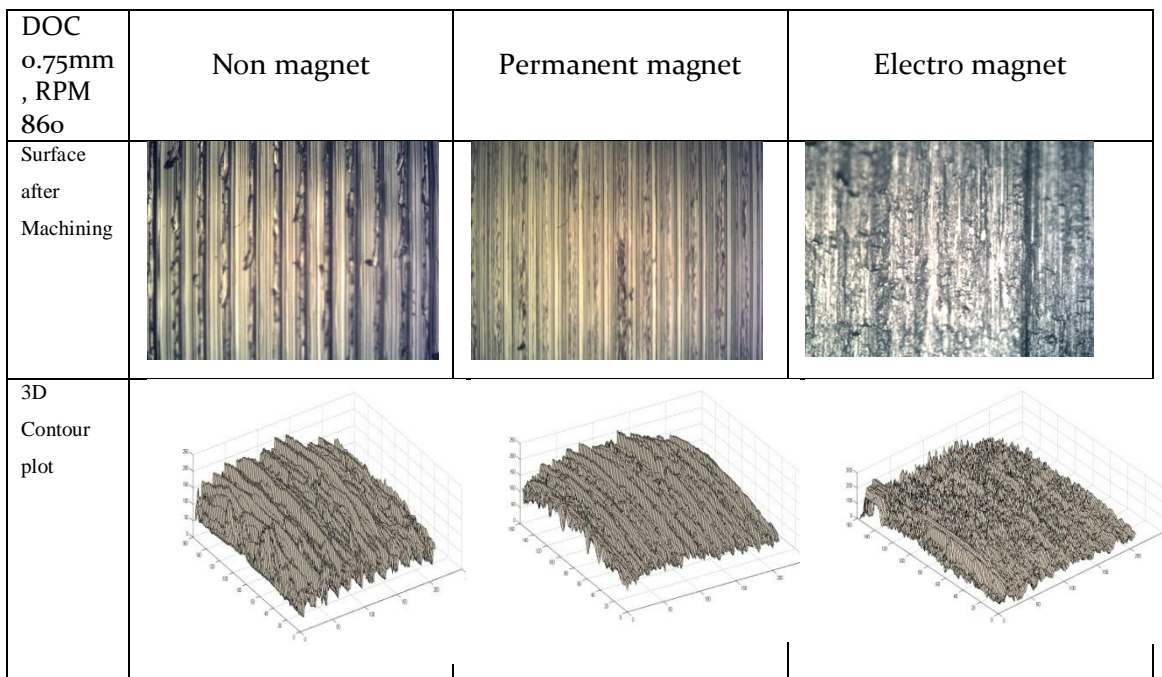 DOC
0.75mm
, RPM
860
Non magnet
Permanent magnet
Electro magnet
Surface
after
Machining
3D
Contour
plot